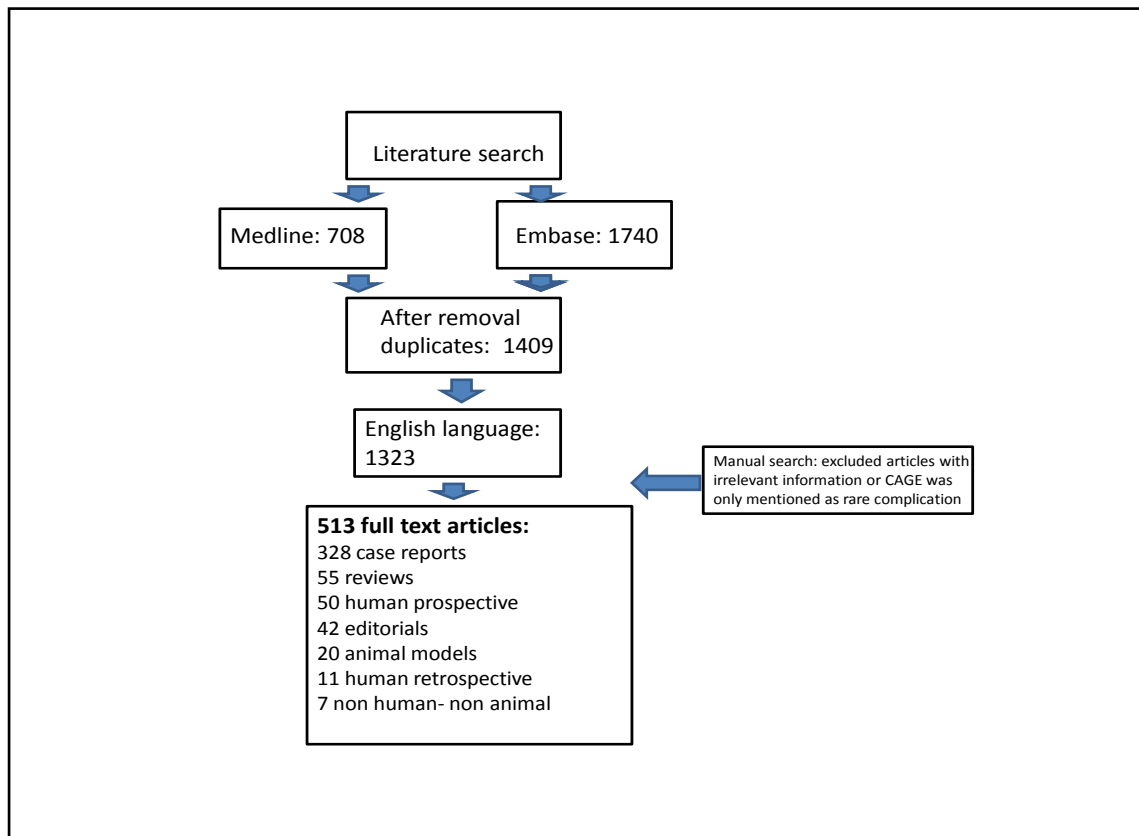 Literature search
Medline: 708
Embase: 1740
After removal
duplicates:  1409
English language:
1323
Manual search: excluded articles with
irrelevant information or CAGE was
only mentioned as rare complication
513 full text articles:
328 case reports
55 reviews
50 human prospective
42 editorials
20 animal models
11 human retrospective
7 non human- non animal